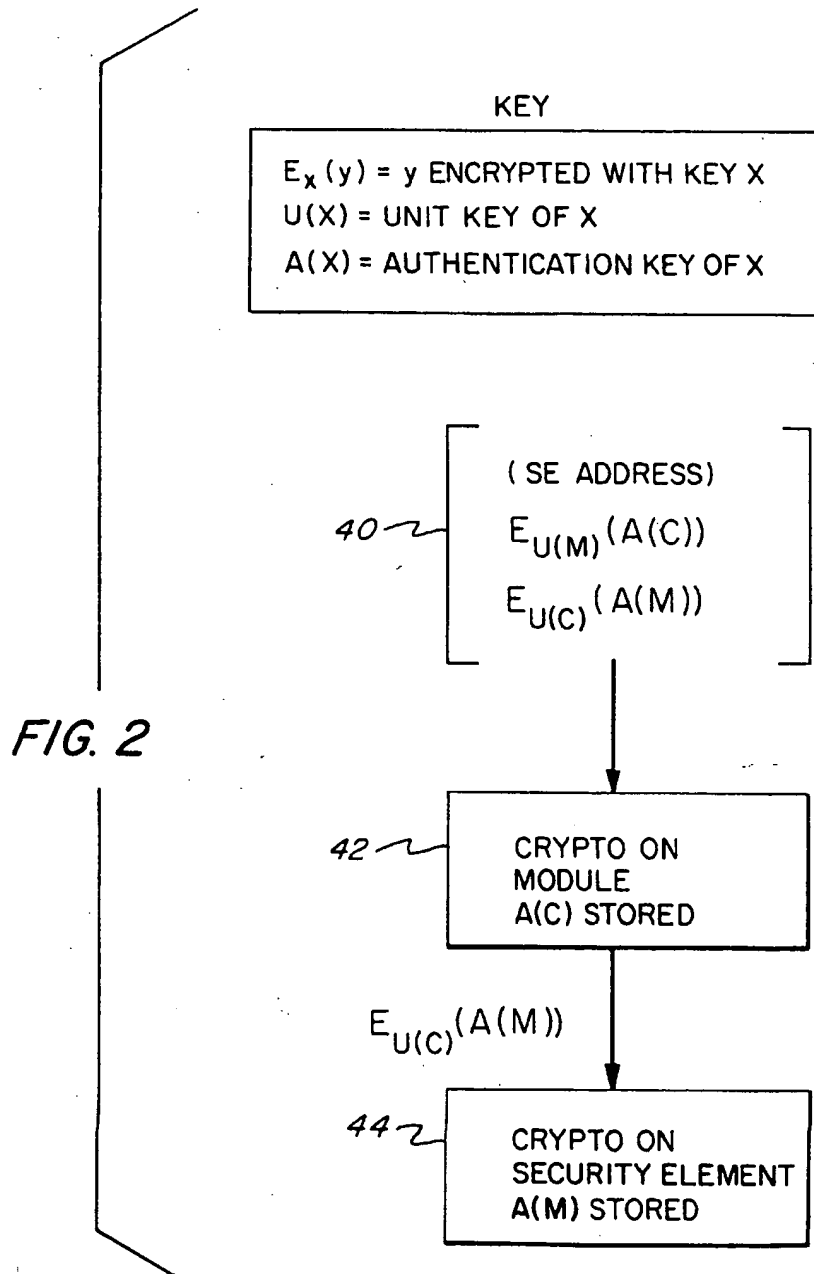 KEY
E_X(y) = y ENCRYPTED WITH KEY X
U(X) = UNIT KEY OF X
A(X) = AUTHENTICATION KEY OF X
(SE ADDRESS)
40
E_U(M)(A(C))
E_U(C)(A(M))
FIG. 2
42
CRYPTO ON
MODULE
A(C) STORED
E_U(C)(A(M))
44
CRYPTO ON
SECURITY ELEMENT
A(M) STORED